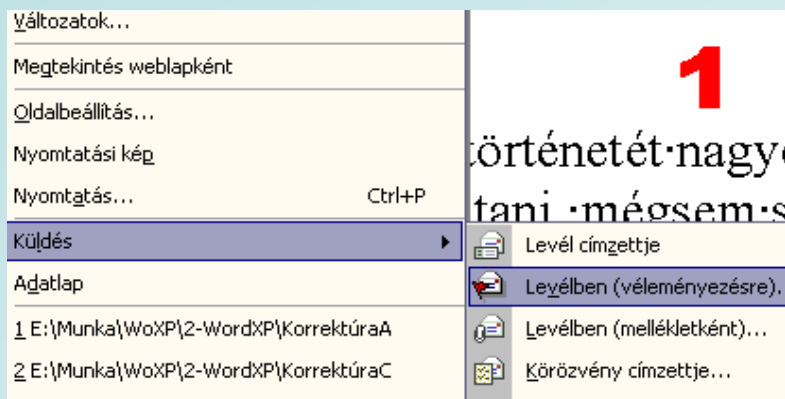 Változatok...
Megtekintés weblapként
1
Oldalbeállítás...
Nyomtatási kép
történetét·nagy
Nyomtatás... Ctrl+P
tani ·mégsem·s
Küldés
Levél címzettje
Adatlap
Levélben (véleményezésre).
1 E:\Munka\WoXP\2-WordXP\KorrektúraA
Levélben (mellékletként)...
2 E:\Munka\WoXP\2-WordXP\KorrektúraC
Körözvény címzettje...